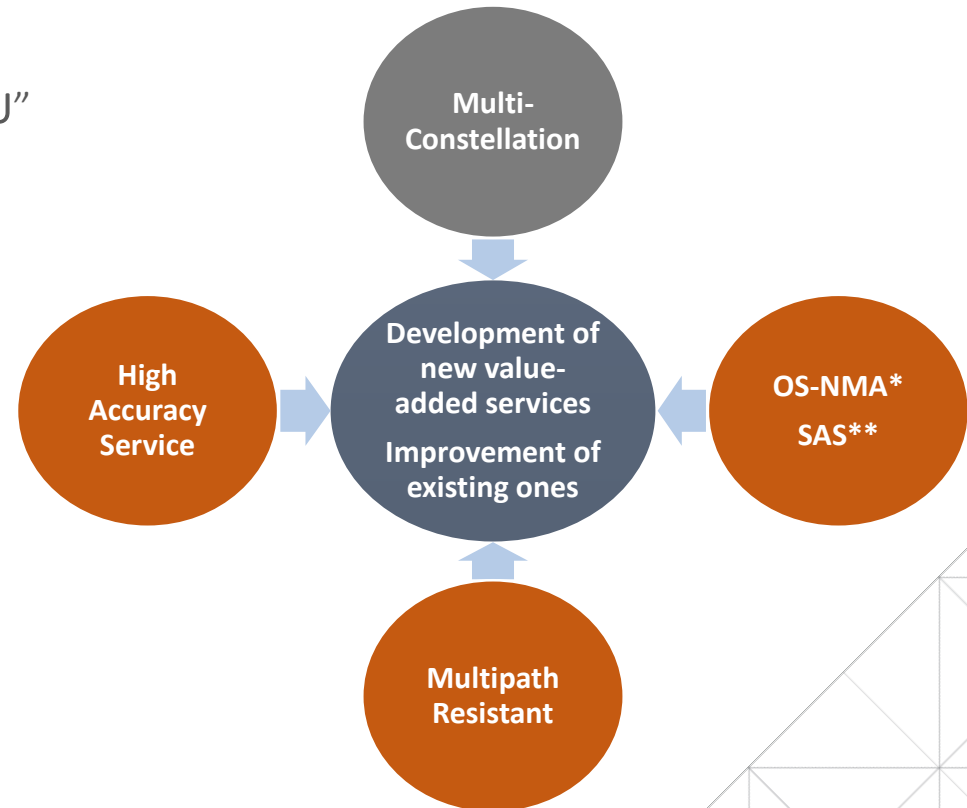 U”
Multi-
Constellation
High
Accuracy
Service
Development of
new value-
added services
Improvement of
existing ones
OS-NMA*
SAS**
Multipath
Resistant